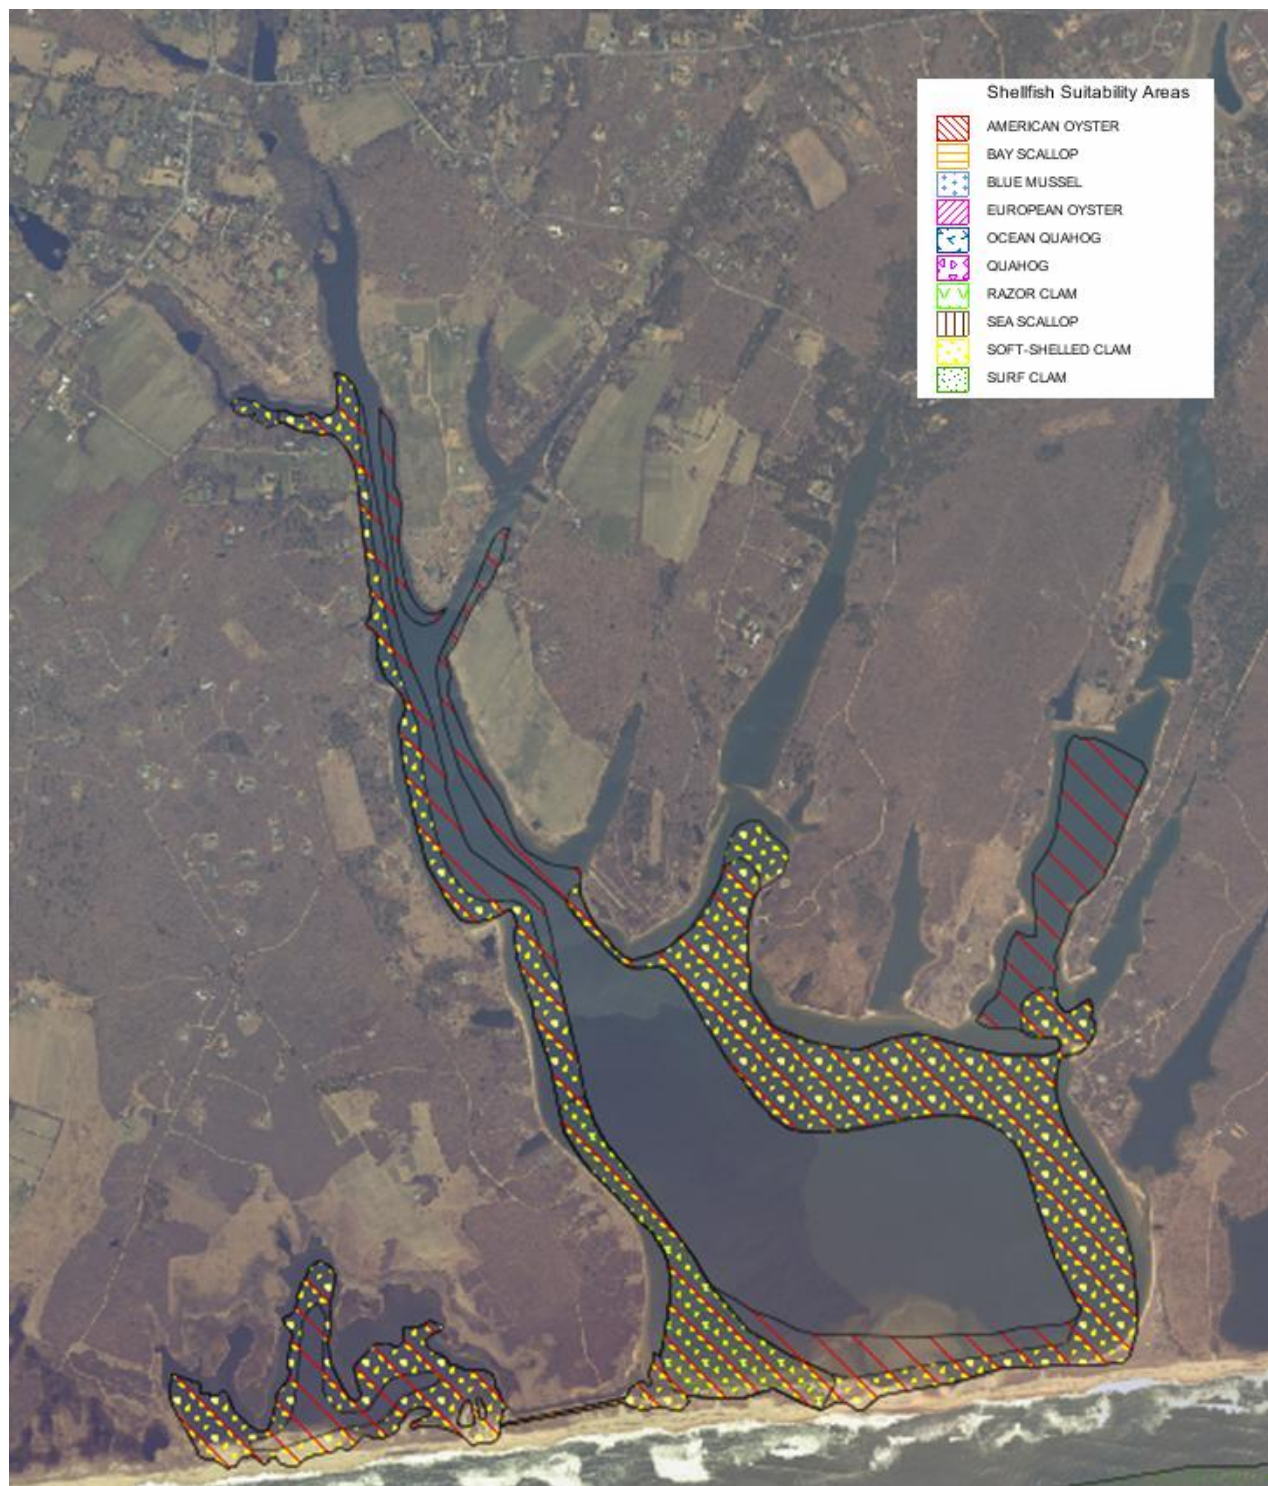 Shellfish Suitability Areas
AMERICAN OYSTER
BAY SCALLOP
BLUE MUSSEL
EUROPEAN OYSTER
OCEAN QUAHOG
QUAHOG
RAZOR CLAM
SEA SCALLOP
SOFT-SHELLED CLAM
SURF CLAM